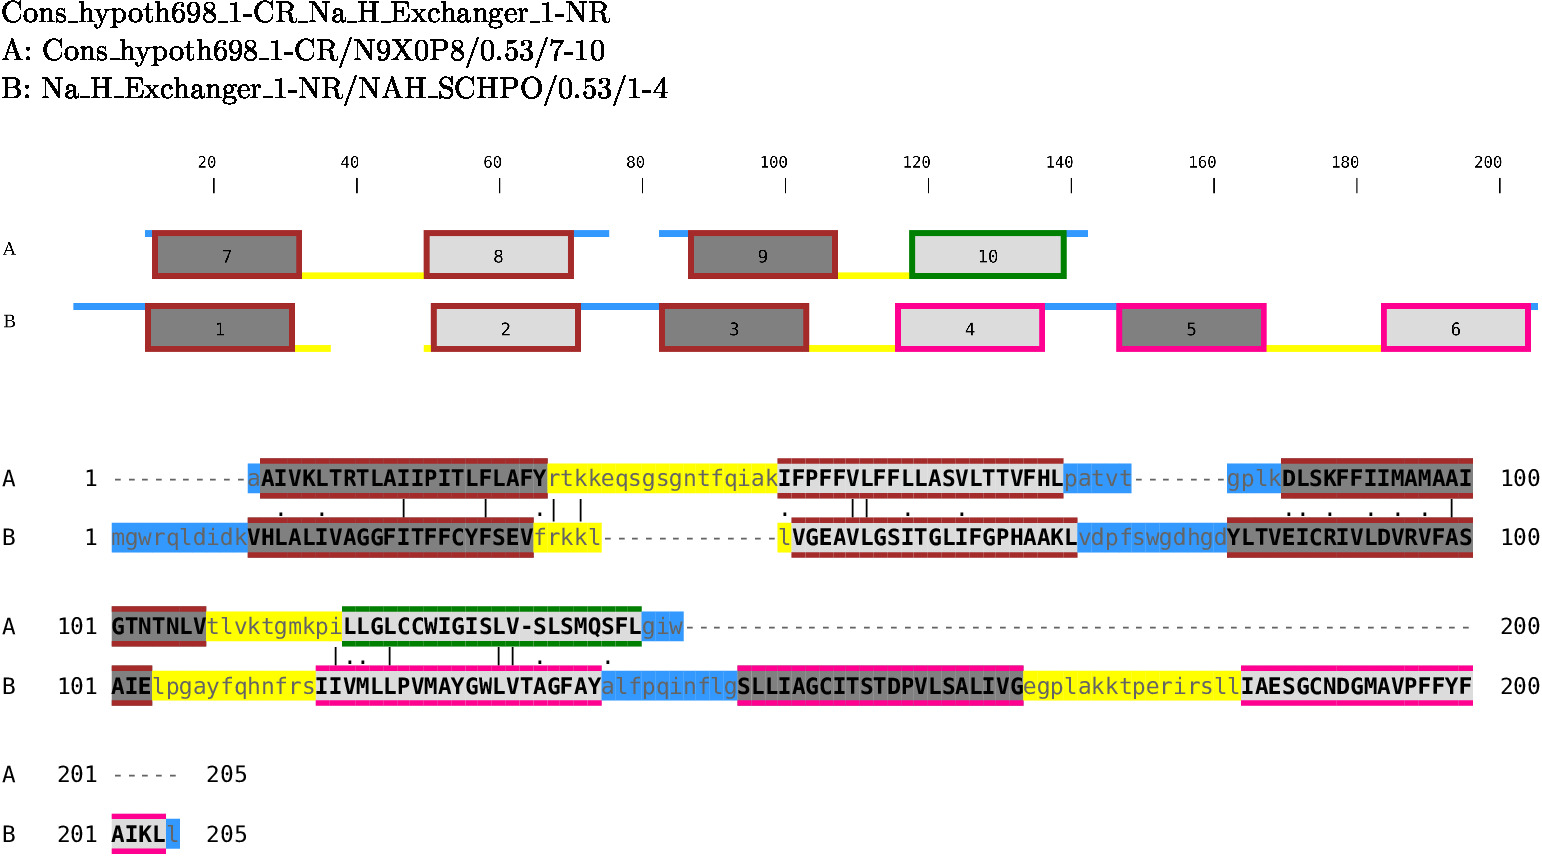 Cons_hypoth698_1-CR_Na_H_Exchanger_1-NR
A: Cons_hypoth698_1-CR/N9X0P8/0.53/7-10
B: Na_H_Exchanger_1-NR/NAH_SCHPO/0.53/1-4
20 40 60 80 100 120 140 160 180 200
A 7 8 9 10
B 1 2 3 4 5 6
A 1 ----------aAIVKLTRTLAIIPITLFLAFYrtkkeqsgsgntfqiakIFPFFVLFFLLASVLTTVFHLpatvt-------gplkDLSKFFIIMAMAAI 100
B 1 mgwrqldidkVHLALIVAGGFITFFCYFSEVfrkkl-------------lVGEAVLGSITGLIFGPHAAKLvdpfswgdhgdYLTVEICRIVLDVRVFAS 100
A 101 GTNTNLVtlvktgmkpiLLGLCCWIGISLV-SLSMQSFLgiw---------------------------------------------------------- 200
B 101 AIElpgayfqhnfrsIIVMLLPVMAYGWLVTAGFAYalfpqinflgSLLIAGCITSTDPVLSALIVGegplakktperirsllIAESGCNDGMAVPFFYF 200
A 201 ----- 205
B 201 AIKLl 205